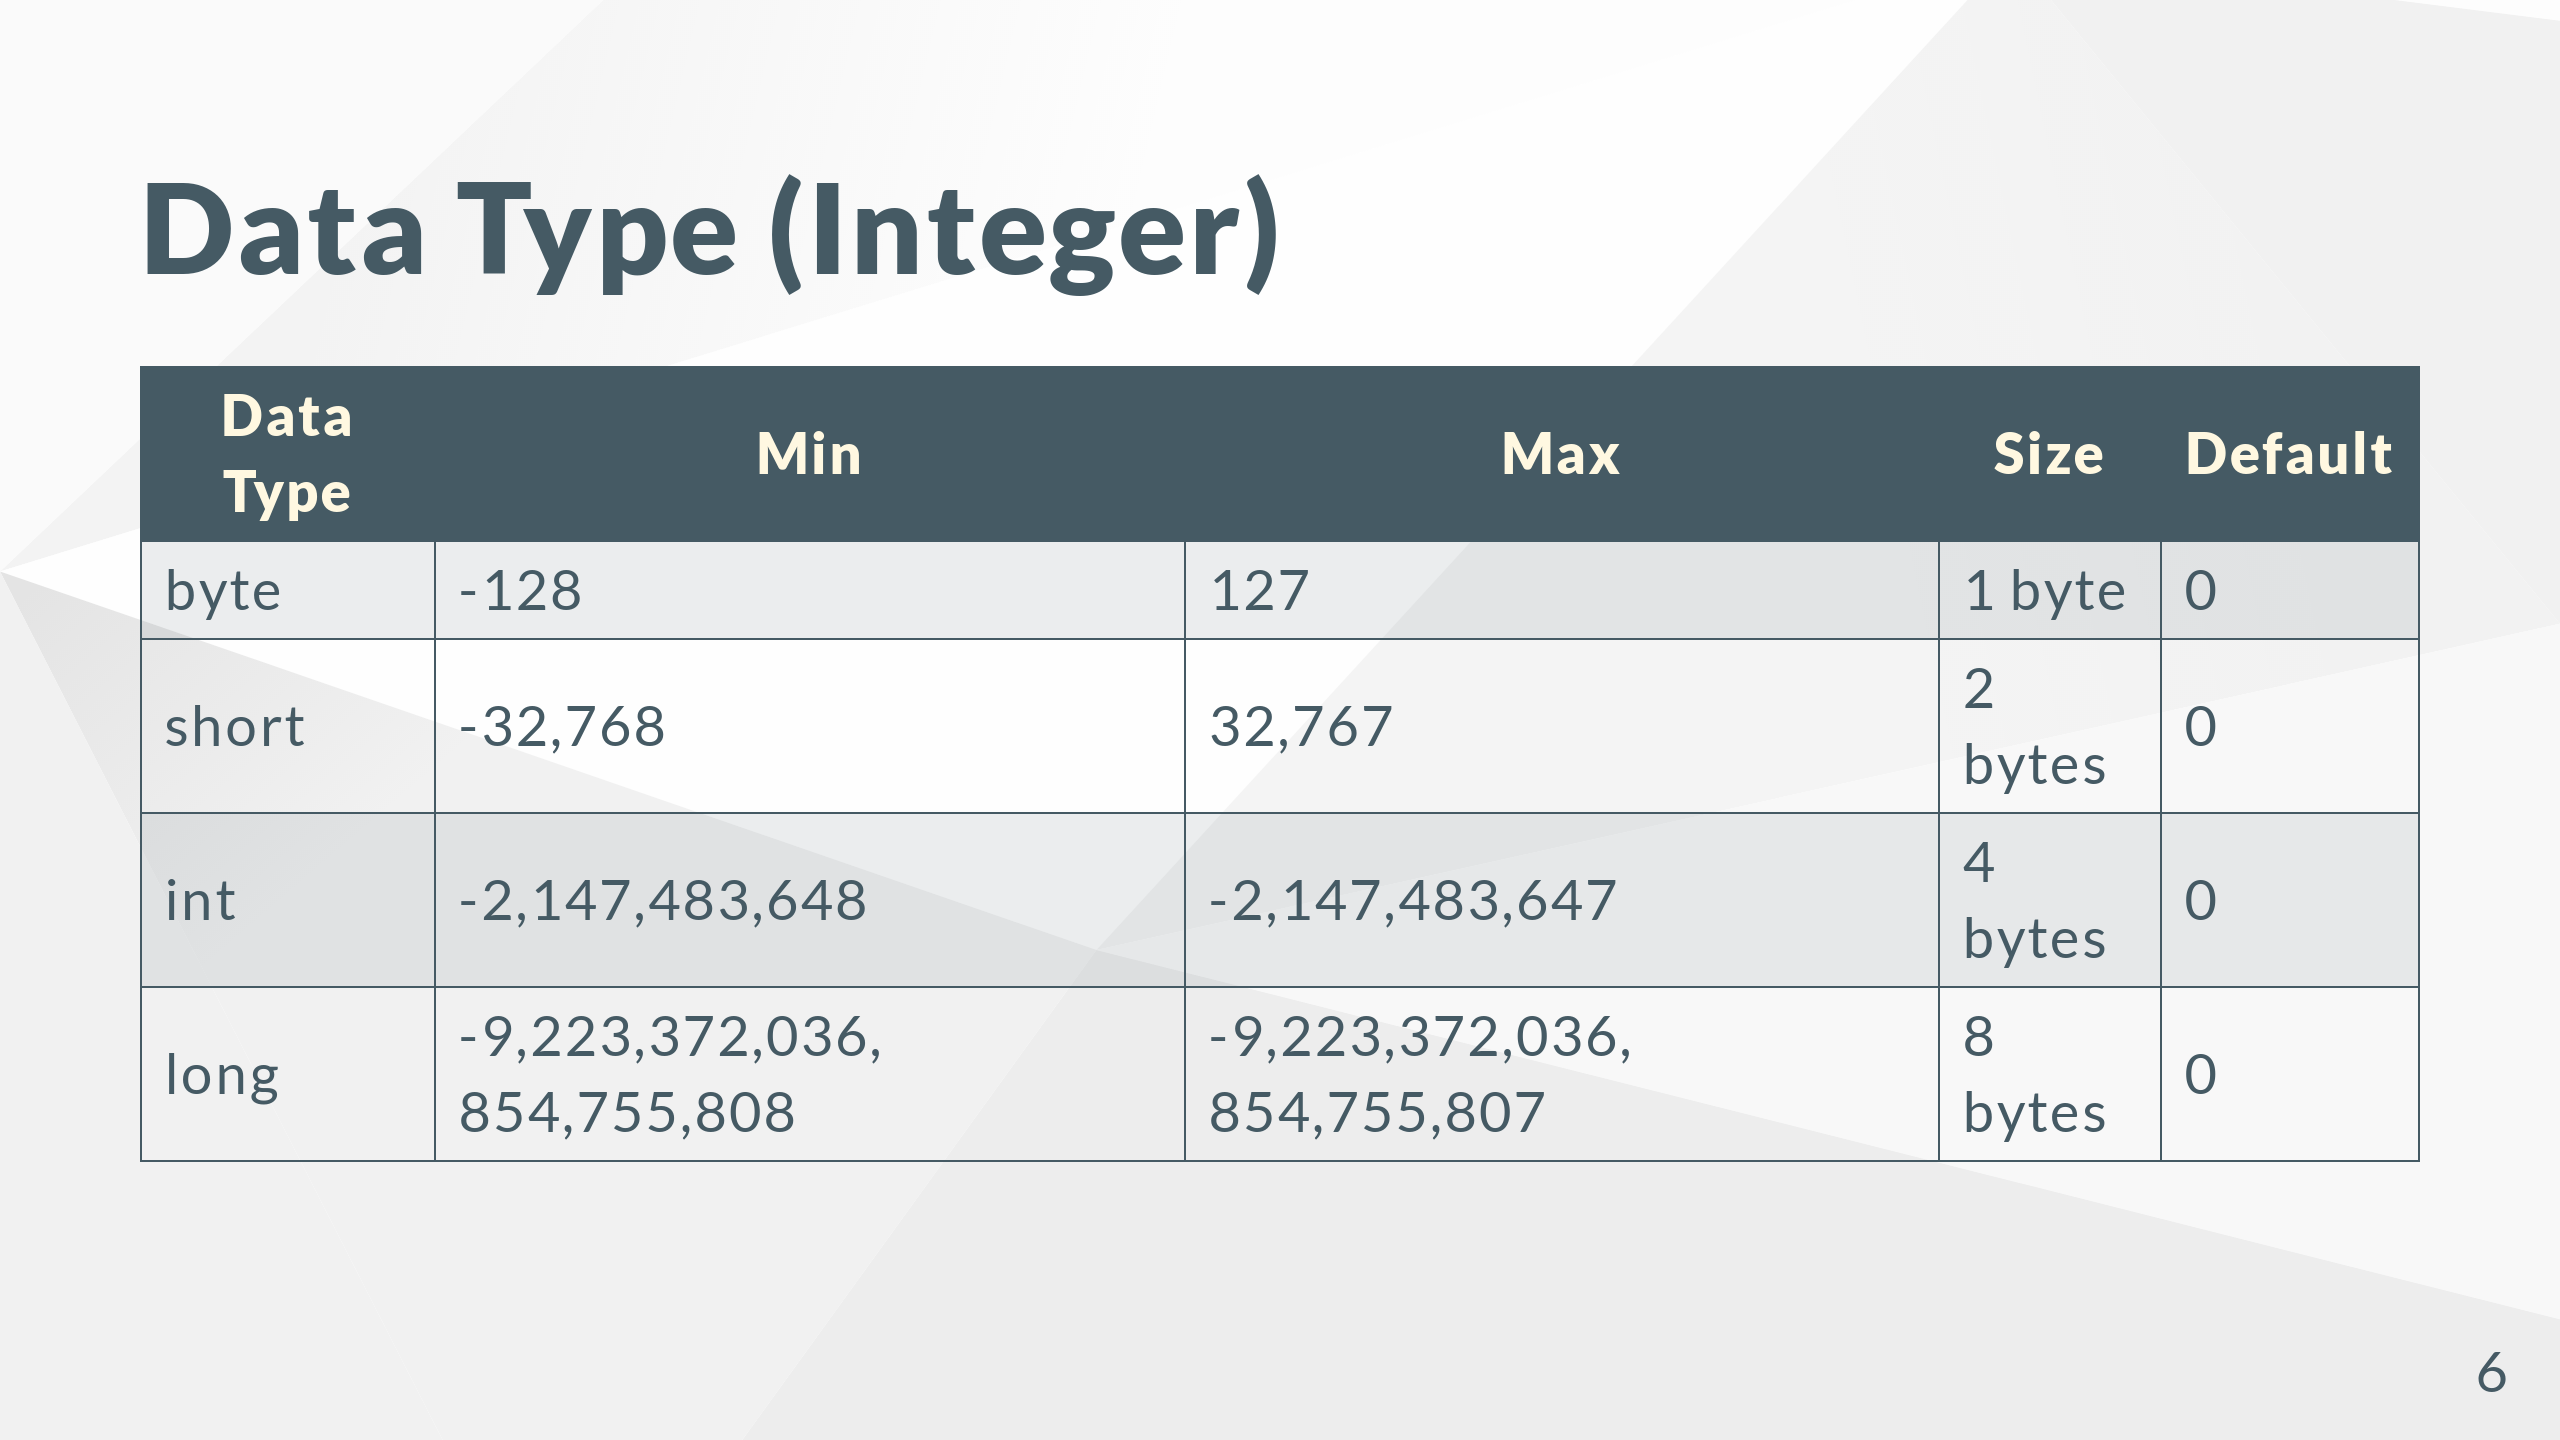 Data Type (Integer)
Data
Type
Min
Max
Size
Default
byte
-128
127
1 byte
0
short
-32,768
32,767
2
bytes
0
int
-2,147,483,648
-2,147,483,647
4
bytes
0
long
-9,223,372,036,
854,755,808
-9,223,372,036,
854,755,807
8
bytes
0
6